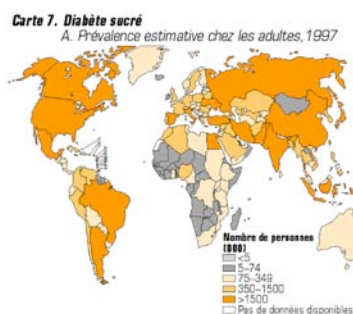 Carte 7. Diabète sucré
A. Prévalence estimative chez les adultes, 1997
Nombre de personnes
(000)
<5
5–74
75–349
350–1500
>1500
Pas de données disponibles